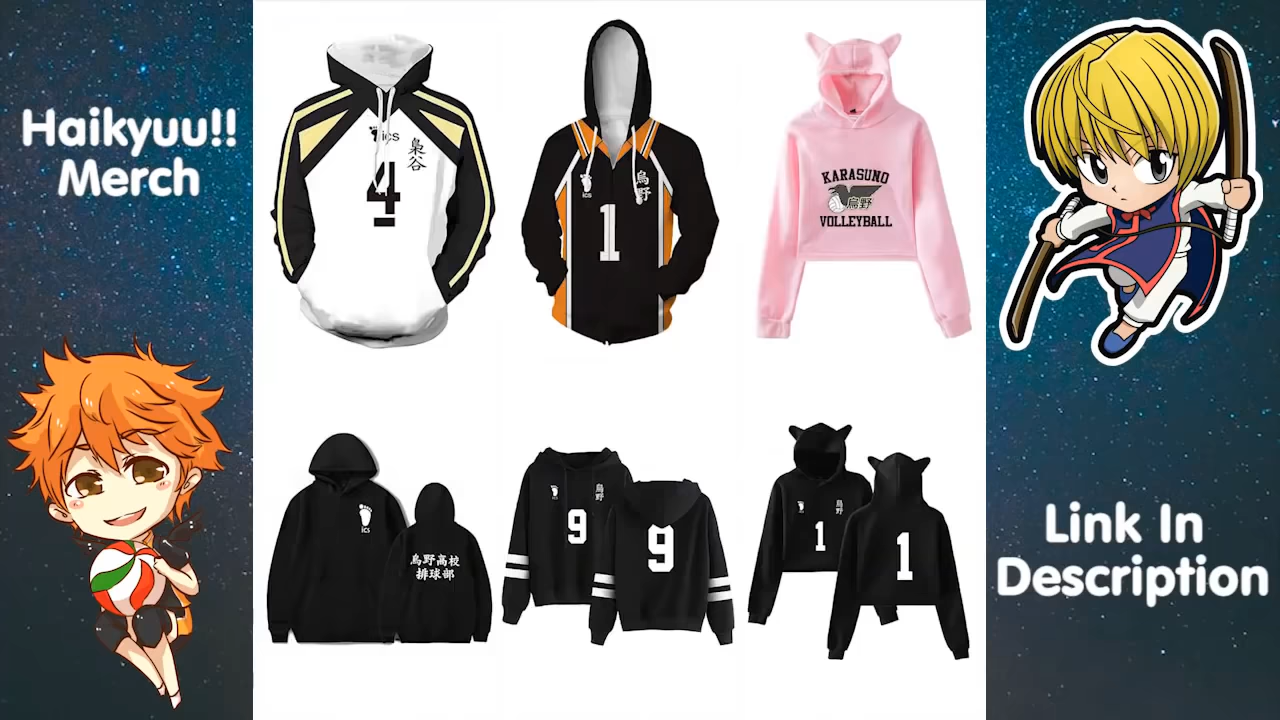 Haikyuu!!
Merch
ics
梟
谷
4
ics
烏
野
1
KARASUNO
烏野
VOLLEYBALL
ics
烏野高校
排球部
烏
野
9
9
烏
野
1
1
Link In
Description